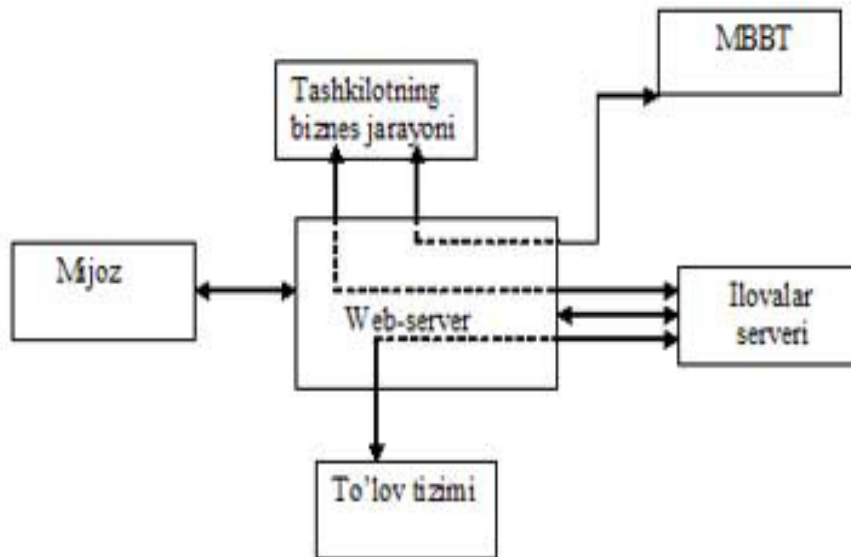 MBBT
Tashkilotning
biznes jarayoni
Mijoz
Web-server
Ilovalar
serveri
To'lov tizimi